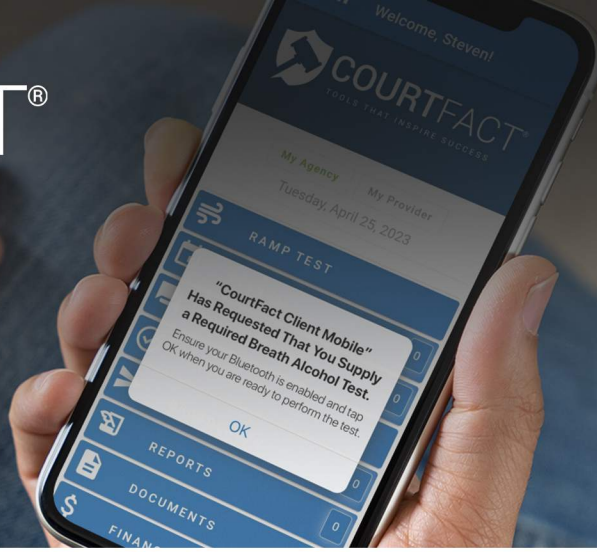 T®
Welcome, Steven!
COURTFACT®
TOOLS THAT INSPIRE SUCCESS
My Agency My Provider
Tuesday, April 25, 2023
RAMP TEST
"CourtFact Client Mobile"
Has Requested That You Supply
a Required Breath Alcohol Test.
Ensure your Bluetooth is enabled and tap
OK when you are ready to perform the test.
OK
0
0
0
REPORTS
DOCUMENTS 0
$ FINAN